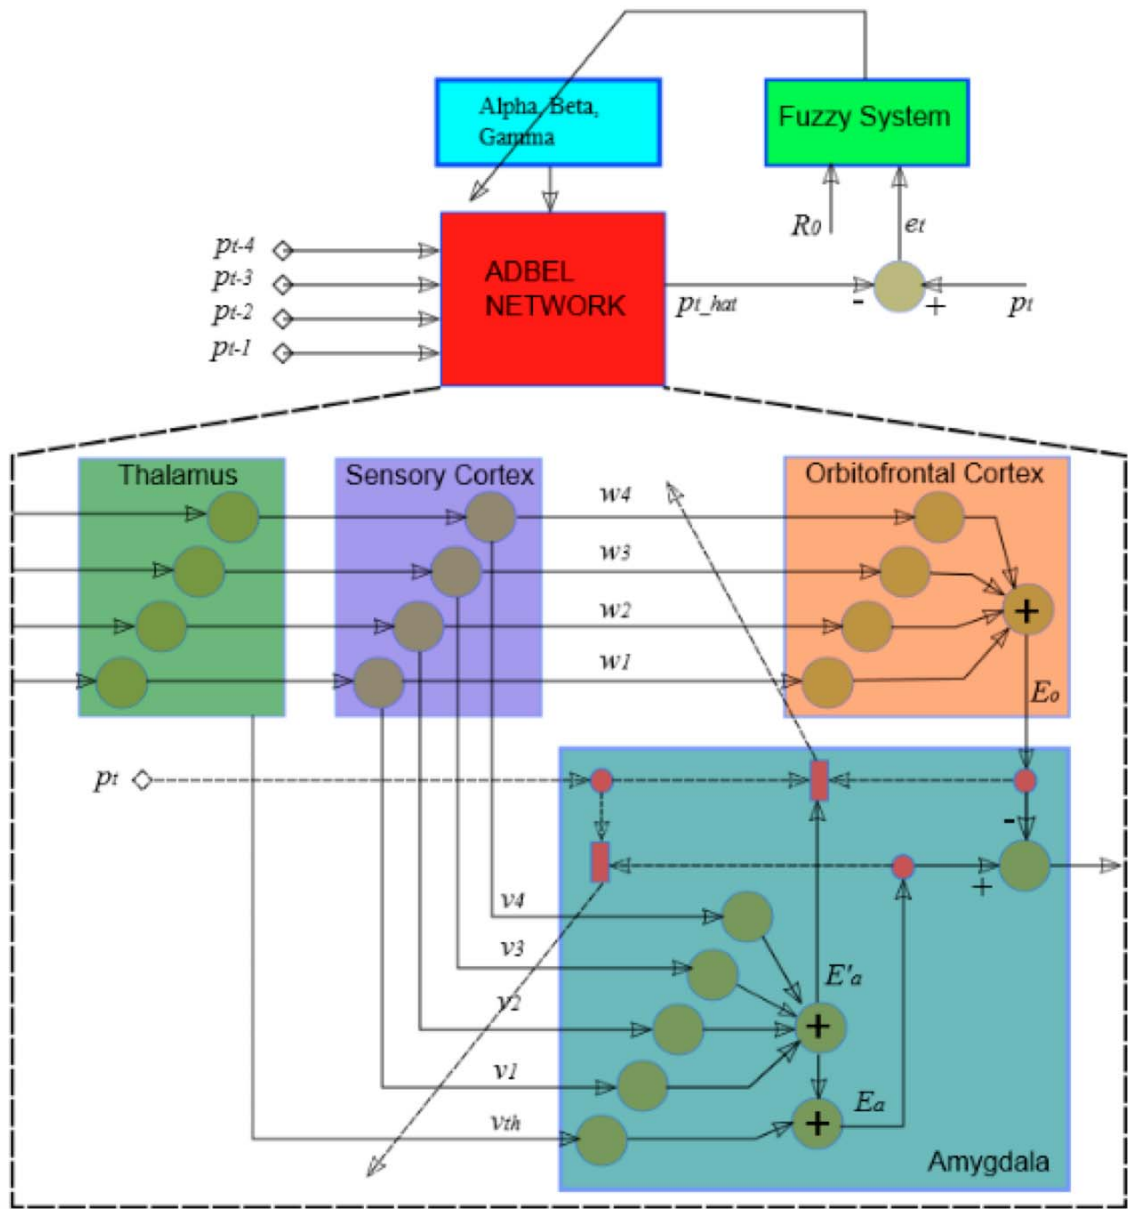 Alpha, Beta,
Gamma
Fuzzy System
R0
et
pt-4
pt-3
pt-2
pt-1
ADBEL
NETWORK
pt_hat
-
+
pt
Thalamus
Sensory Cortex
Orbitofrontal Cortex
w4
w3
w2
w1
+
Eo
pt
-
+
v4
v3
v2
v1
vth
E'a
+
Ea
+
Amygdala